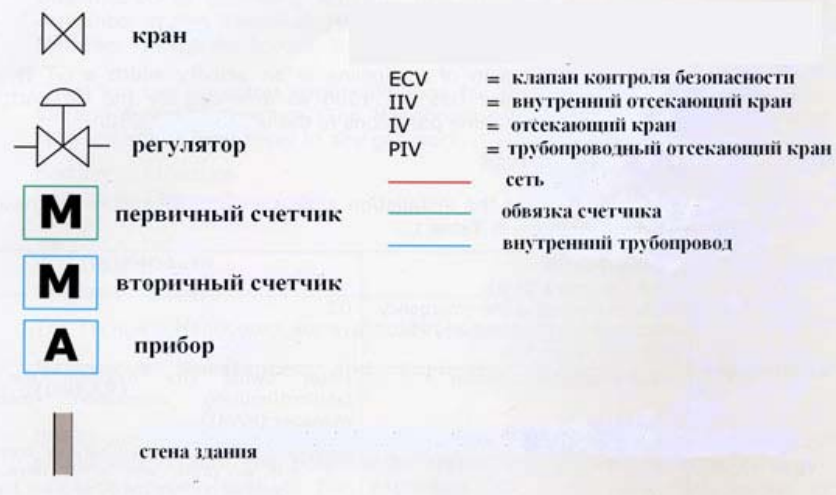 кран
регулятор
M первичный счетчик
M вторичный счетчик
A прибор
стена здания
ECV = клапан контроля безопасности
IIV = внутренний отсекающий кран
IV = отсекающий кран
PIV = трубопроводный отсекающий кран
сеть
обвязка счетчика
внутренний трубопровод